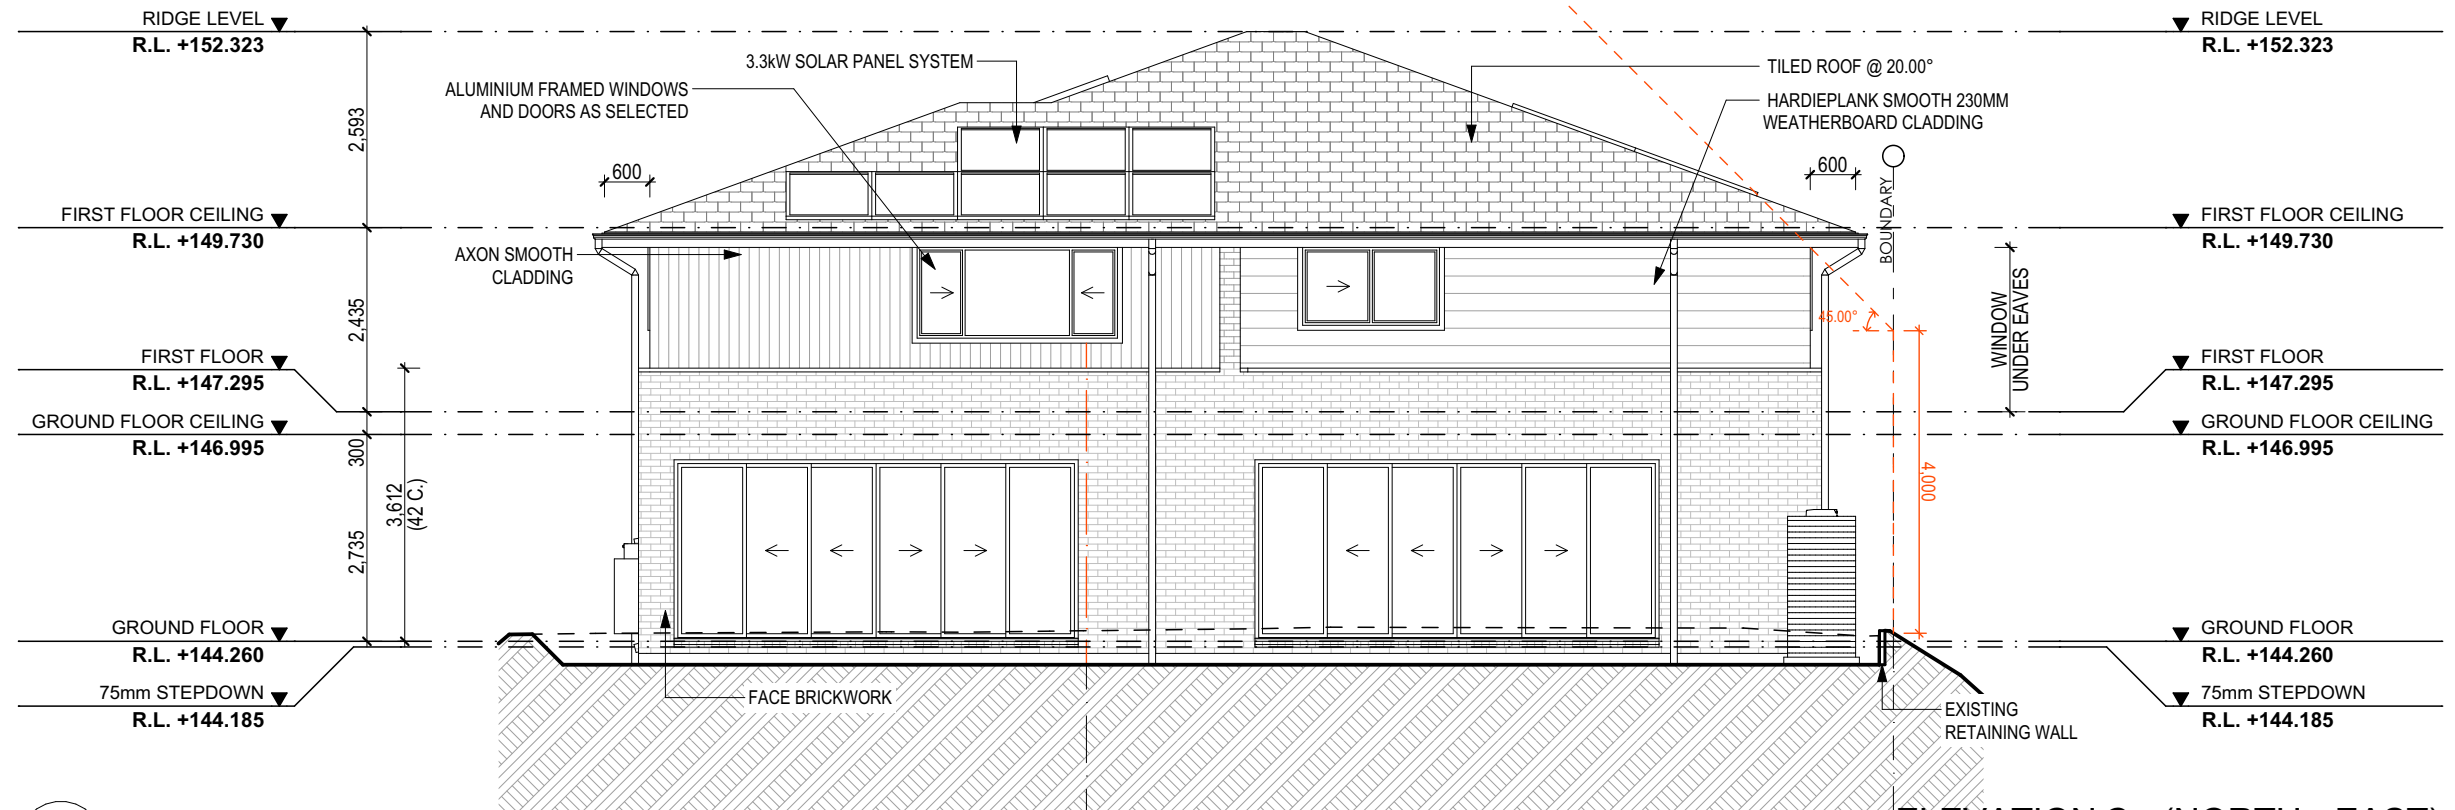 RIDGE LEVEL
R.L. +152.323
2,593
FIRST FLOOR CEILING
R.L. +149.730
2,435
FIRST FLOOR
R.L. +147.295
GROUND FLOOR CEILING
R.L. +146.995
300
3,612
(42 C.)
2,735
GROUND FLOOR
R.L. +144.260
75mm STEPDOWN
R.L. +144.185
3.3kW SOLAR PANEL SYSTEM
ALUMINIUM FRAMED WINDOWS
AND DOORS AS SELECTED
600
AXON SMOOTH
CLADDING
FACE BRICKWORK
TILED ROOF @ 20.00°
HARDIEPLANK SMOOTH 230MM
WEATHERBOARD CLADDING
600
BOUNDARY
45.00°
4,000
WINDOW
UNDER EAVES
EXISTING
RETAINING WALL
RIDGE LEVEL
R.L. +152.323
FIRST FLOOR CEILING
R.L. +149.730
FIRST FLOOR
R.L. +147.295
GROUND FLOOR CEILING
R.L. +146.995
GROUND FLOOR
R.L. +144.260
75mm STEPDOWN
R.L. +144.185